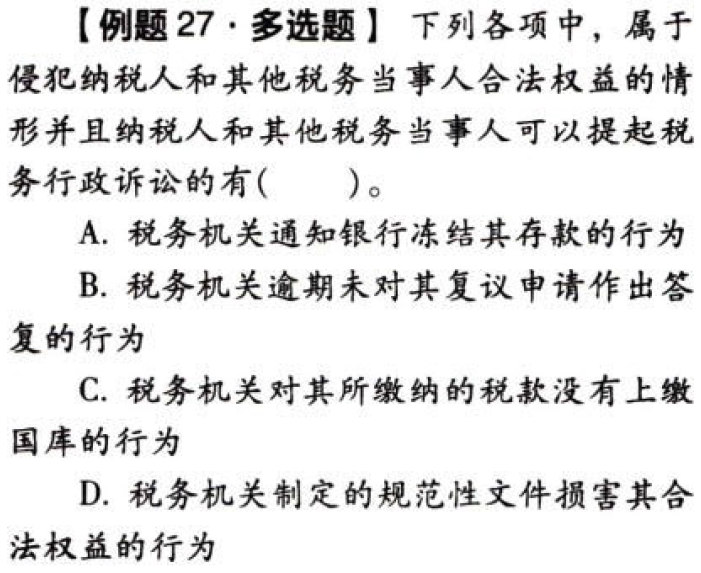 【例题 27·多选题】 下列各项中，属于
侵犯纳税人和其他税务当事人合法权益的情
形并且纳税人和其他税务当事人可以提起税
务行政诉讼的有(　　)。
A. 税务机关通知银行冻结其存款的行为
B. 税务机关逾期未对其复议申请作出答
复的行为
C. 税务机关对其所缴纳的税款没有上缴
国库的行为
D. 税务机关制定的规范性文件损害其合
法权益的行为